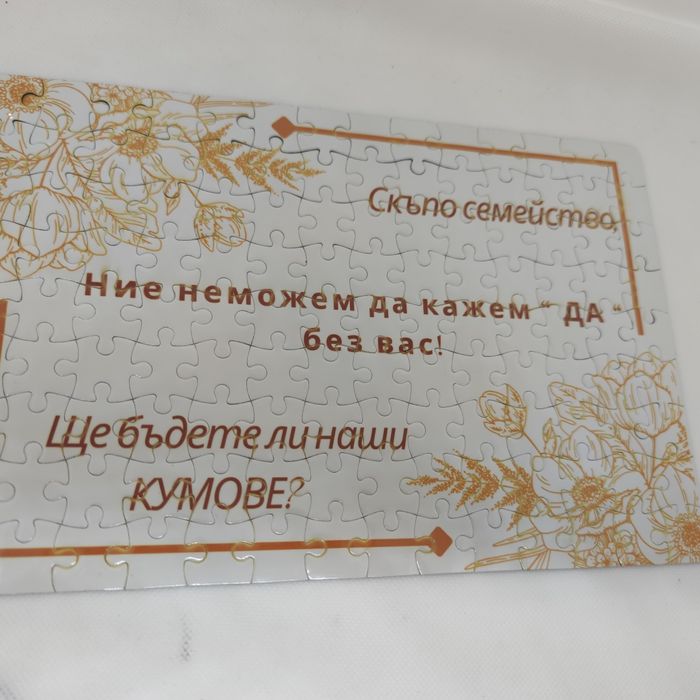 Скъпо семейство,
Ние неможем да кажем “ ДА “
без вас!
Ще бъдете ли наши
КУМОВЕ?